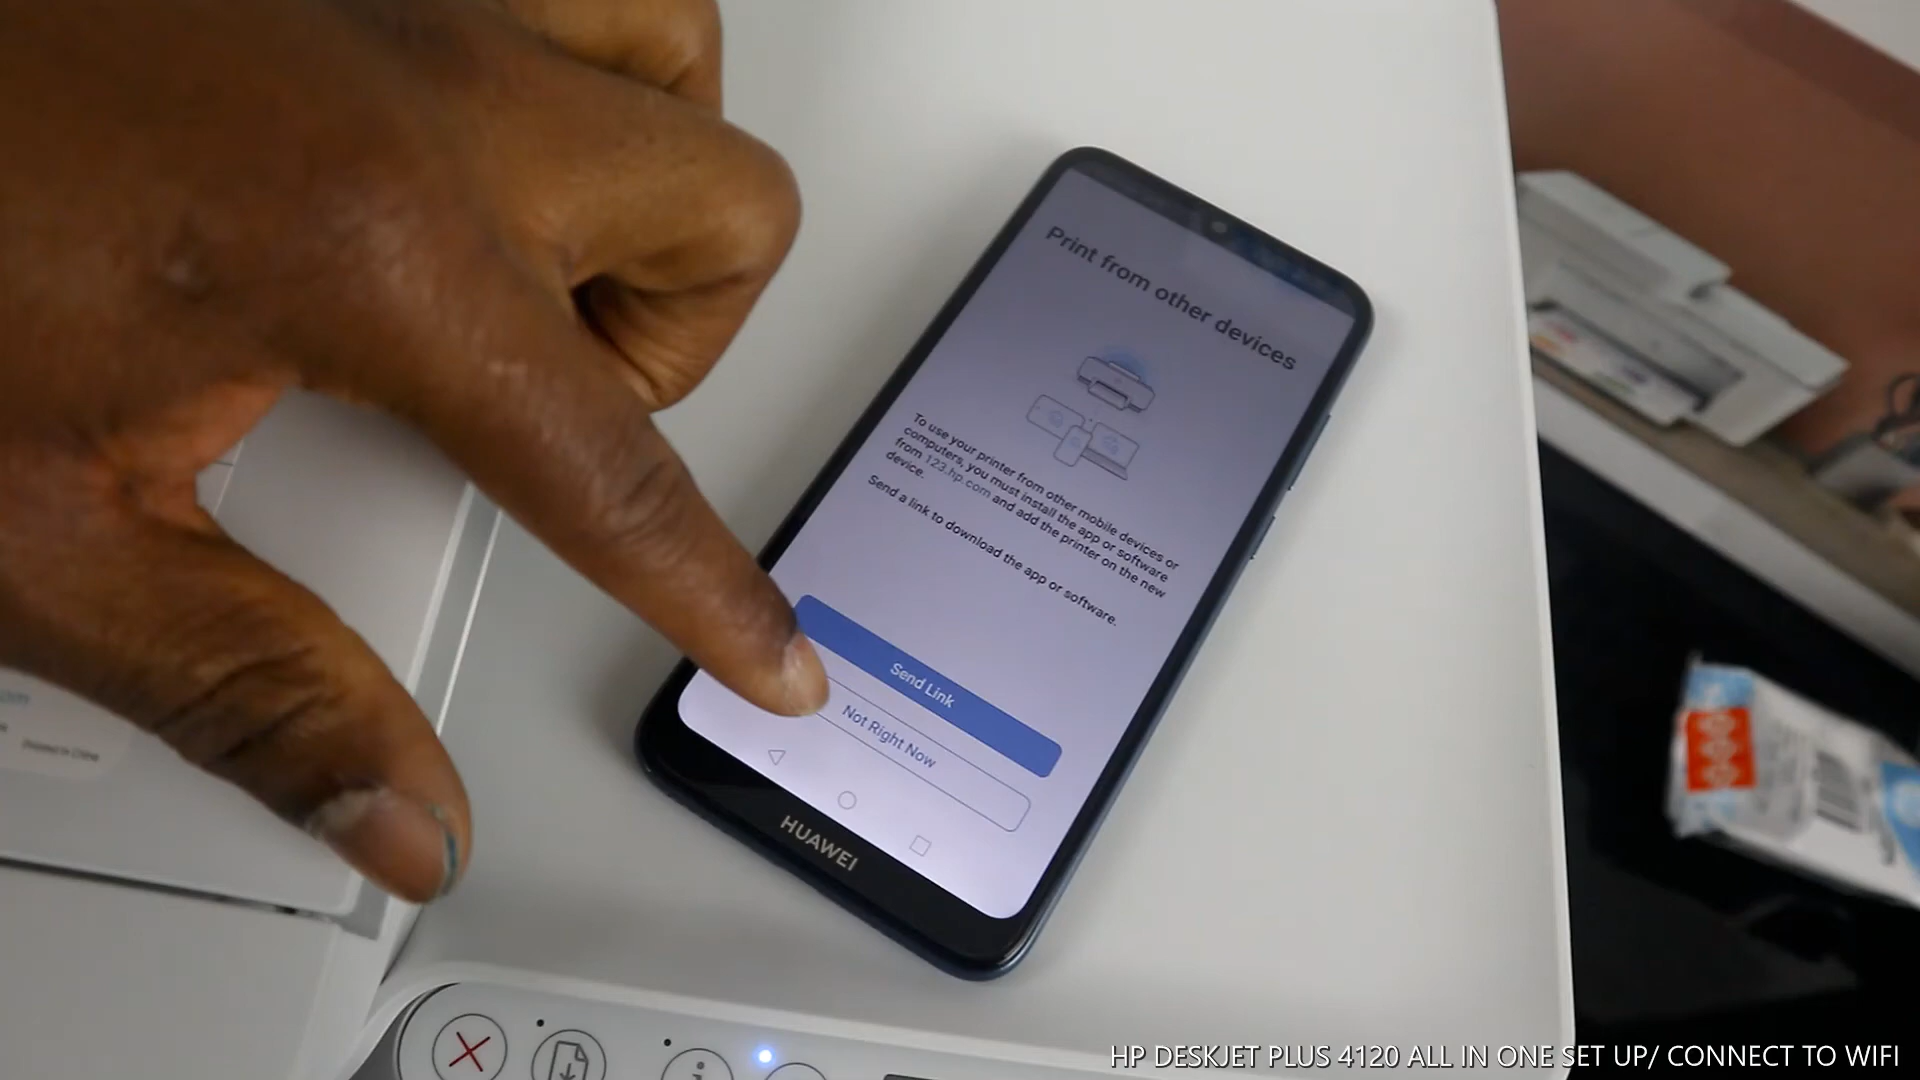 Print from other devices
To use your printer from other mobile devices or
computers, you must install the app or software
from 123.hp.com and add the printer on the new
device.
Send a link to download the app or software.
Send Link
Not Right Now
HUAWEI
Printed in China
HP DESKJET PLUS 4120 ALL IN ONE SET UP/ CONNECT TO WIFI